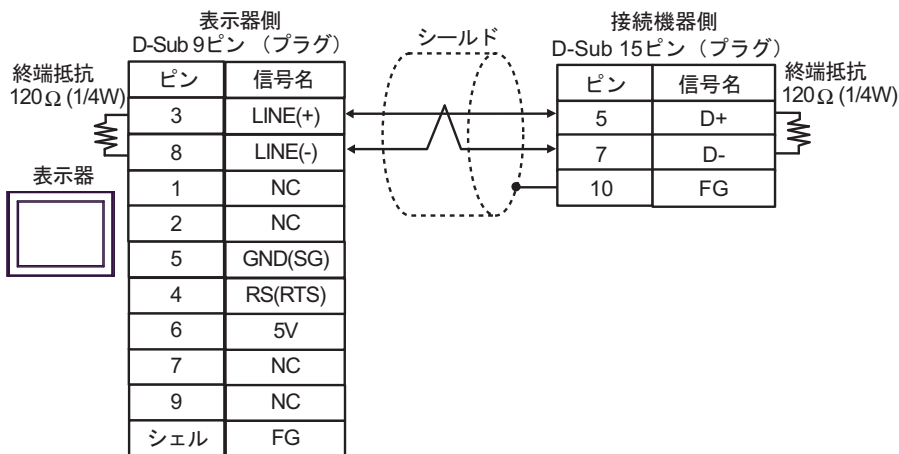 表示器側
D-Sub 9ピン (プラグ)
シールド
接続機器側
D-Sub 15ピン (プラグ)
終端抵抗
120Ω (1/4W)
ピン 信号名
3 LINE(+)
8 LINE(-)
1 NC
2 NC
5 GND(SG)
4 RS(RTS)
6 5V
7 NC
9 NC
シェル FG
表示器
ピン 信号名
5 D+
7 D-
10 FG
終端抵抗
120Ω (1/4W)